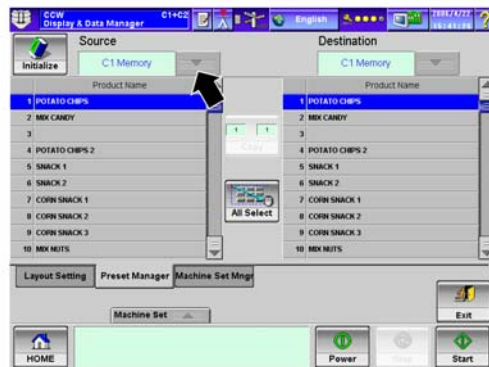 CCW
Display & Data Manager
C1+C2
English
Source
Destination
Initialize
C1 Memory
C1 Memory
Product Name
Product Name
1 POTATO CHIPS
2 MIX CANDY
3
4 POTATO CHIPS 2
5 SNACK 1
6 SNACK 2
7 CORN SNACK 1
8 CORN SNACK 2
9 CORN SNACK 3
10 MIX NUTS
1 1
Copy
All Select
1 POTATO CHIPS
2 MIX CANDY
3
4 POTATO CHIPS 2
5 SNACK 1
6 SNACK 2
7 CORN SNACK 1
8 CORN SNACK 2
9 CORN SNACK 3
10 MIX NUTS
Layout Setting
Preset Manager
Machine Set Mngr
Machine Set
Exit
HOME
Power
Stop
Start